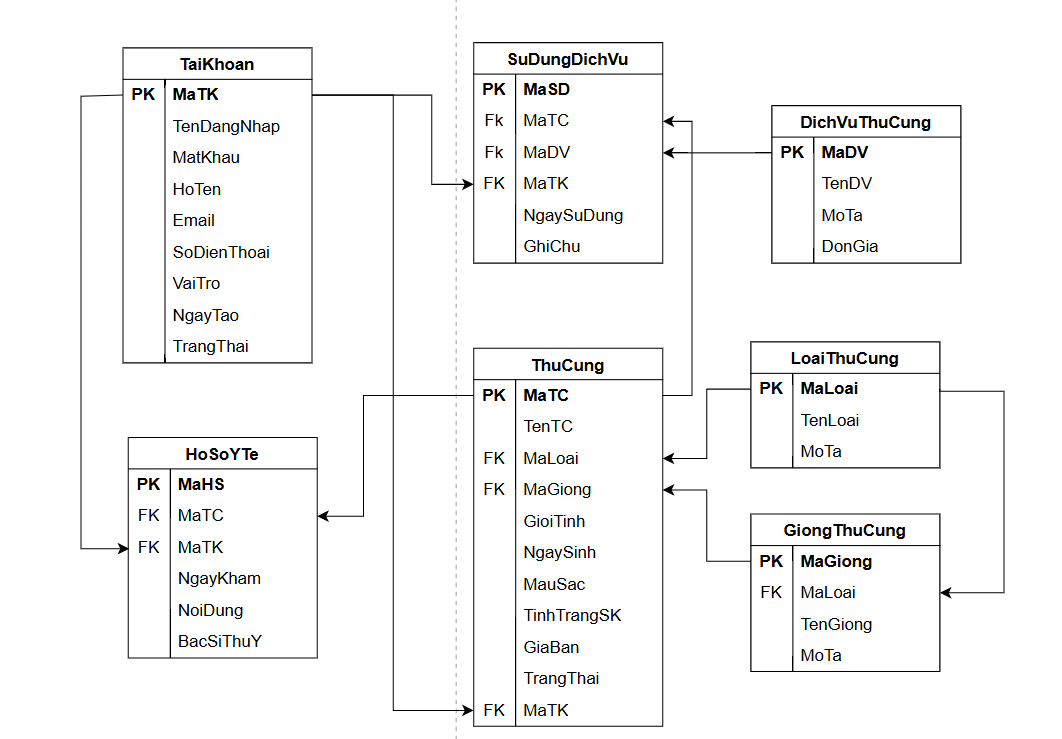 TaiKhoan
PK MaTK
TenDangNhap
MatKhau
HoTen
Email
SoDienThoai
VaiTro
NgayTao
TrangThai
SuDungDichVu
PK MaSD
Fk MaTC
Fk MaDV
FK MaTK
NgaySuDung
GhiChu
DichVuThuCung
PK MaDV
TenDV
MoTa
DonGia
HoSoYTe
PK MaHS
FK MaTC
FK MaTK
NgayKham
NoiDung
BacSiThuY
ThuCung
PK MaTC
TenTC
FK MaLoai
FK MaGiong
GioiTinh
NgaySinh
MauSac
TinhTrangSK
GiaBan
TrangThai
FK MaTK
LoaiThuCung
PK MaLoai
TenLoai
MoTa
GiongThuCung
PK MaGiong
FK MaLoai
TenGiong
MoTa